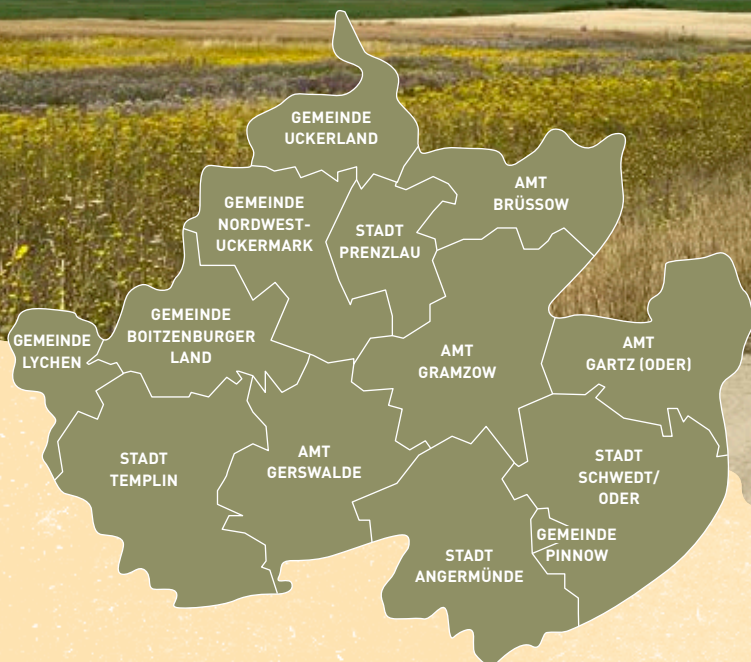 GEMEINDE
UCKERLAND
AMT
BRÜSSOW
GEMEINDE
NORDWEST-
UCKERMARK
STADT
PRENZLAU
GEMEINDE
BOITZENBURGER
LAND
GEMEINDE
LYCHEN
AMT
GRAMZOW
AMT
GARTZ (ODER)
STADT
TEMPLIN
AMT
GERSWALDE
STADT
SCHWEDT/
ODER
GEMEINDE
PINNOW
STADT
ANGERMÜNDE